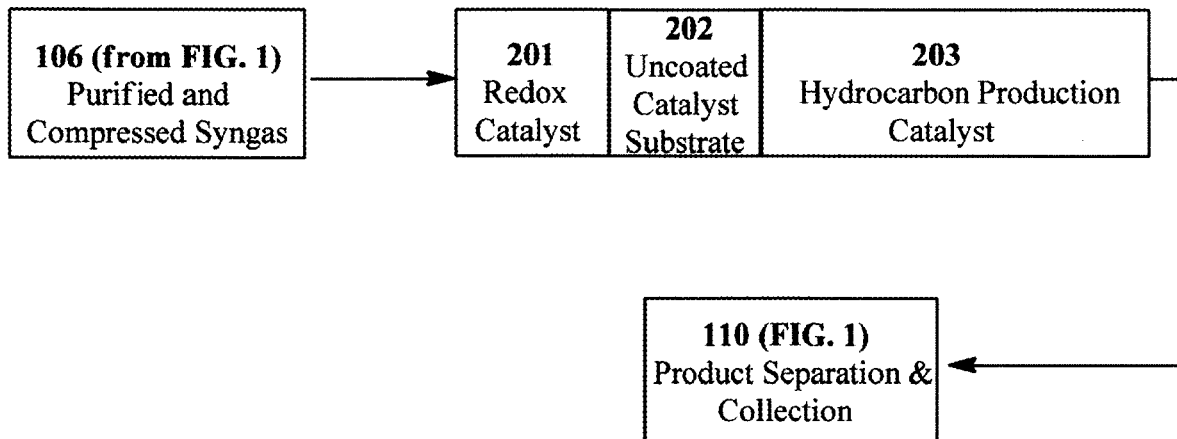 106 (from FIG. 1)
Purified and
Compressed Syngas
201
Redox
Catalyst
202
Uncoated
Catalyst
Substrate
203
Hydrocarbon Production
Catalyst
110 (FIG. 1)
Product Separation &
Collection